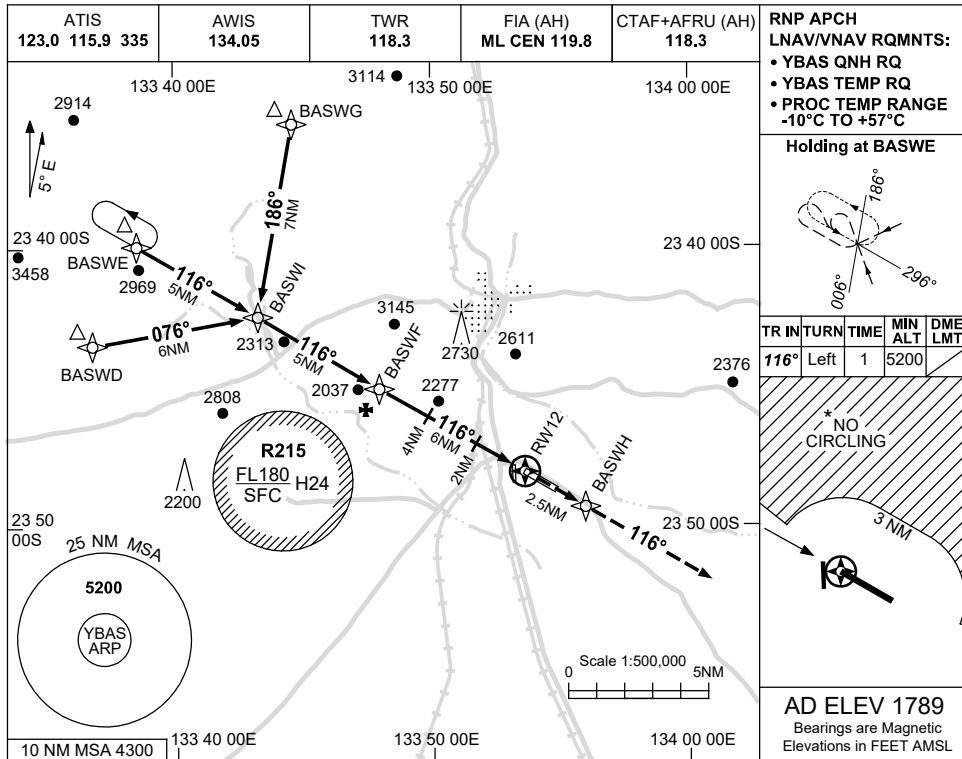 ATIS
123.0 115.9 335
AWIS
134.05
TWR
118.3
FIA (AH)
ML CEN 119.8
CTAF+AFRU (AH)
118.3
RNP APCH
LNAV/VNAV RQMNTS:
• YBAS QNH RQ
• YBAS TEMP RQ
• PROC TEMP RANGE
-10°C TO +57°C
133 40 00E
3114
133 50 00E
134 00 00E
2914
BASWG
5° E
186°
7NM
23 40 00S
23 40 00S
3458
BASWE
2969
116°
5NM
BASWI
076°
6NM
BASWD
2313
116°
5NM
3145
BASWF
2730
2611
2376
2037
2277
2808
4NM
116°
6NM
2NM
RW12
BASWH
2.5NM
116°
R215
FL180
SFC
H24
2200
23 50
00S
23 50 00S
25 NM MSA
5200
YBAS
ARP
Scale 1:500,000
0
5NM
10 NM MSA 4300
133 40 00E
133 50 00E
134 00 00E
Holding at BASWE
186°
006°
296°
TR IN TURN TIME MIN ALT DME LMT
116° Left 1 5200
*NO
CIRCLING
3 NM
AD ELEV 1789
Bearings are Magnetic
Elevations in FEET AMSL